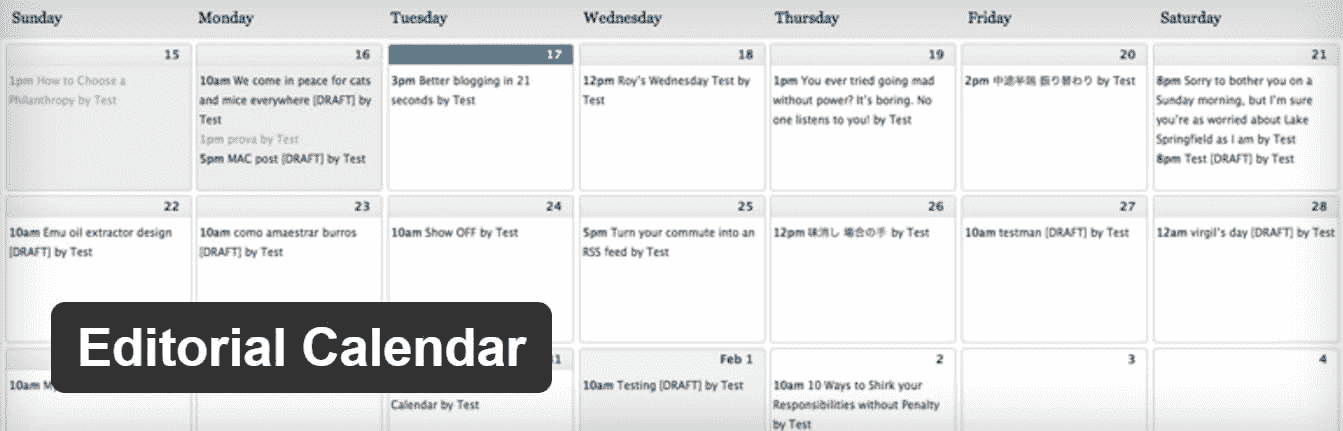 Sunday Monday Tuesday Wednesday Thursday Friday Saturday
15
1pm How to Choose a
Philanthropy by Test
16
10am We come in peace for cats
and mice everywhere [DRAFT] by
Test
1pm prova by Test
5pm MAC post [DRAFT] by Test
17
3pm Better blogging in 21
seconds by Test
18
12pm Roy's Wednesday Test by
Test
19
1pm You ever tried going mad
without power? It's boring. No
one listens to you! by Test
20
2pm 中途半端 振り替わり by Test
21
8pm Sorry to bother you on a
Sunday morning, but I'm sure
you're as worried about Lake
Springfield as I am by Test
8pm Test [DRAFT] by Test
22
10am Emu oil extractor design
[DRAFT] by Test
23
10am como amaestrar burros
[DRAFT] by Test
24
10am Show OFF by Test
25
5pm Turn your commute into an
RSS feed by Test
26
12pm 味消し 場合の手 by Test
27
10am testman [DRAFT] by Test
28
12am virgil's day [DRAFT] by Test
10am
Calendar by Test
Feb 1
10am Testing [DRAFT] by Test
2
10am 10 Ways to Shirk your
Responsibilities without Penalty
by Test
3
4
Editorial Calendar